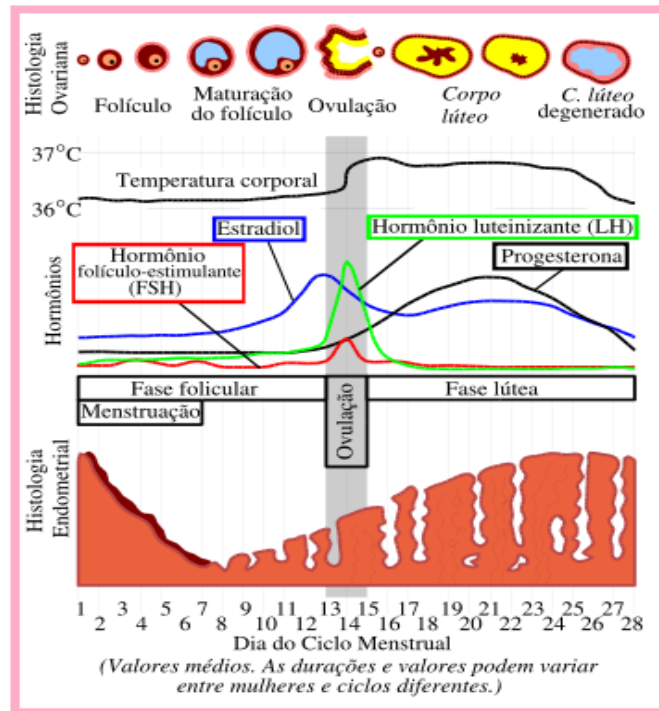 Histologia
Ovariana
Folículo
Maturação
do folículo
Ovulação
Corpo
lúteo
C. lúteo
degenerado
37°C
Temperatura corporal
36°C
Estradiol
Hormônio luteinizante (LH)
Hormônio
folículo-estimulante
(FSH)
Progesterona
Hormônios
Fase folicular
Ovulação
Fase lútea
Menstruação
Histologia
Endometrial
1 3 5 7 9 11 13 15 17 19 21 23 25 27
2 4 6 8 10 12 14 16 18 20 22 24 26 28
Dia do Ciclo Menstrual
(Valores médios. As durações e valores podem variar
entre mulheres e ciclos diferentes.)